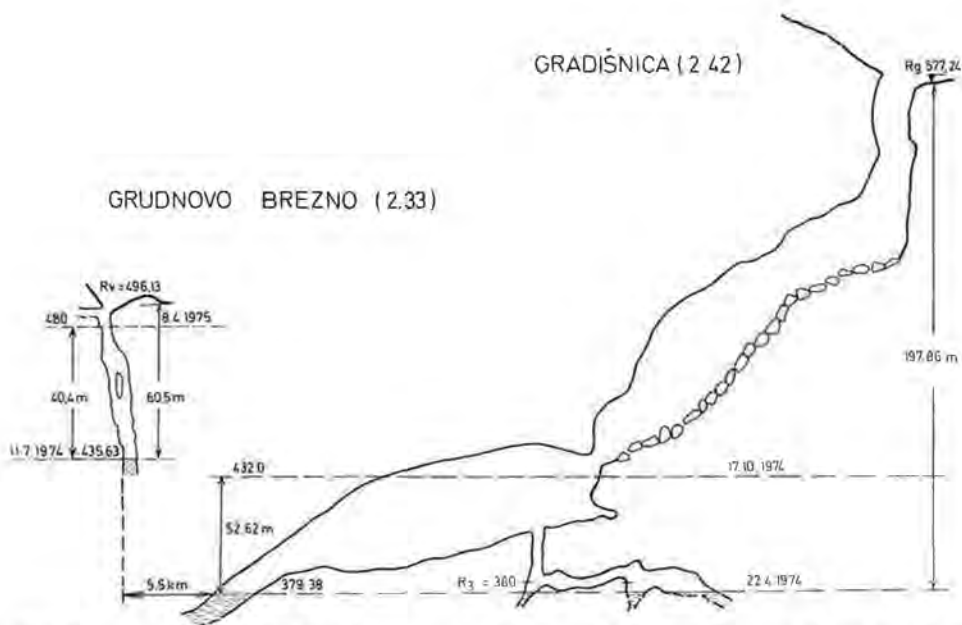 GRADIŠNICA (2.42)
Rg 577,24
GRUDNOVO BREZNO (2.33)
Rv=496,13
480 8.4.1975
197.86 m
40,4m 60,5m
11.7.1974 435.63
432.0 17.10.1974
52.62 m
5.5 km 379.38 R3 = 380 22.4.1974